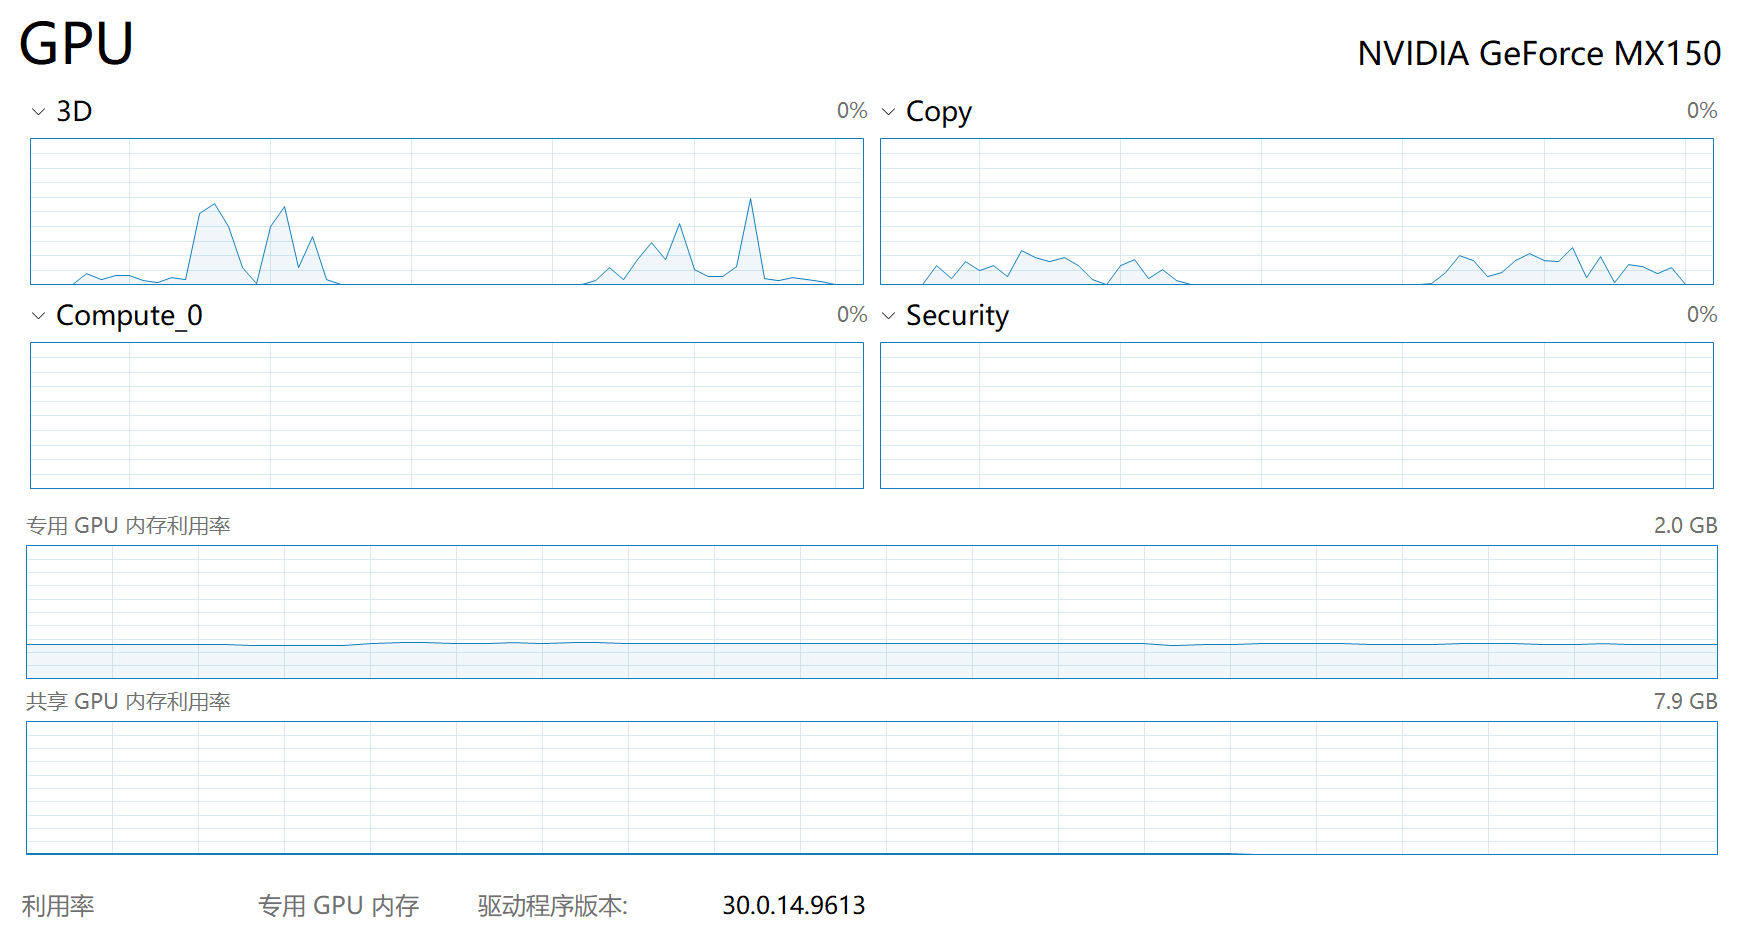 GPU
NVIDIA GeForce MX150
3D 0%
Copy 0%
Compute_0 0%
Security 0%
专用 GPU 内存利用率 2.0 GB
共享 GPU 内存利用率 7.9 GB
利用率 专用 GPU 内存 驱动程序版本: 30.0.14.9613